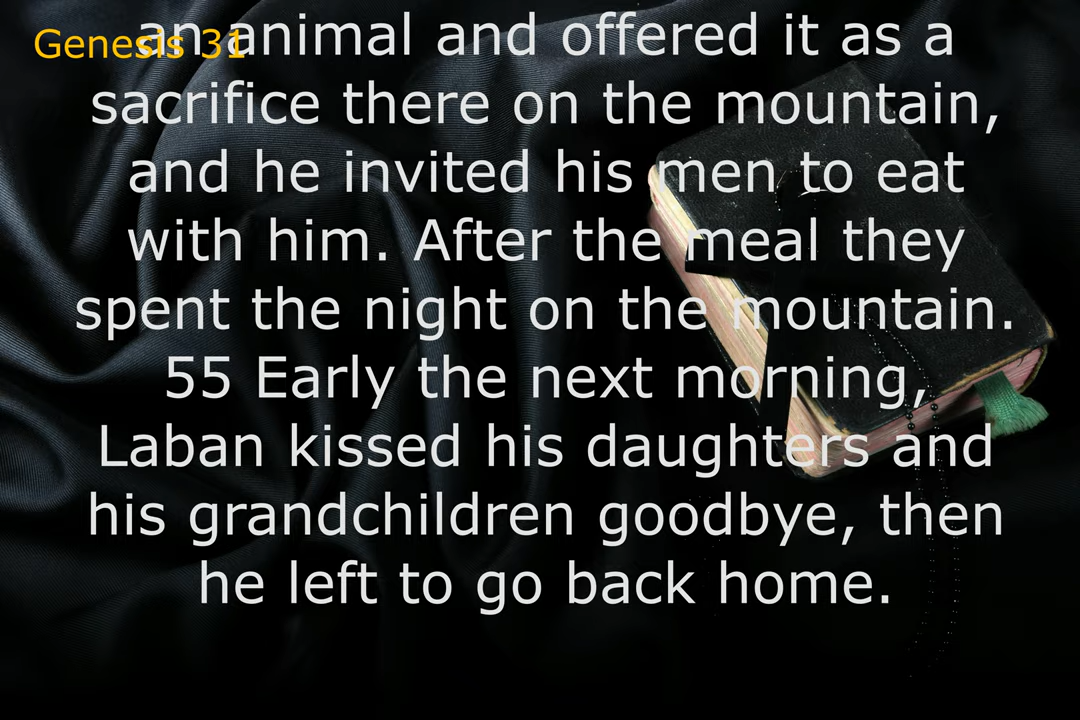 Genesis 31
an animal and offered it as a
sacrifice there on the mountain,
and he invited his men to eat
with him. After the meal they
spent the night on the mountain.
55 Early the next morning,
Laban kissed his daughters and
his grandchildren goodbye, then
he left to go back home.